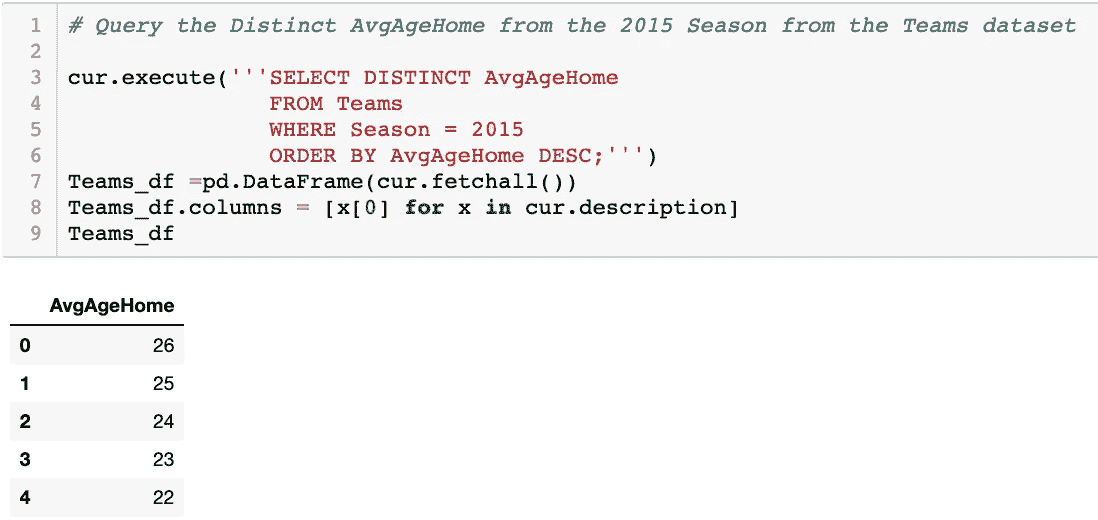 1 # Query the Distinct AvgAgeHome from the 2015 Season from the Teams dataset
2
3 cur.execute('''SELECT DISTINCT AvgAgeHome
4 FROM Teams
5 WHERE Season = 2015
6 ORDER BY AvgAgeHome DESC;''')
7 Teams_df =pd.DataFrame(cur.fetchall())
8 Teams_df.columns = [x[0] for x in cur.description]
9 Teams_df
AvgAgeHome
0 26
1 25
2 24
3 23
4 22